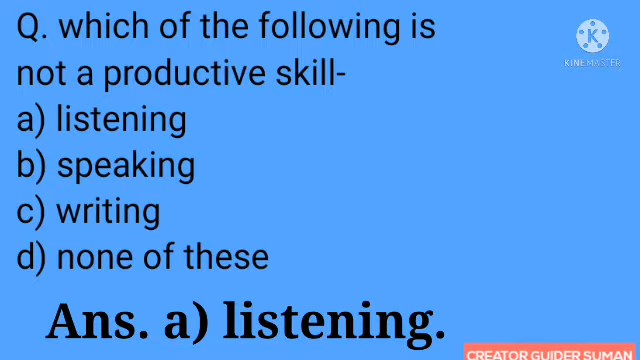 Q. which of the following is
K
KINEMASTER
not a productive skill-
a) listening
b) speaking
c) writing
d) none of these
Ans. a) listening.
CREATOR GUIDER SUMAN